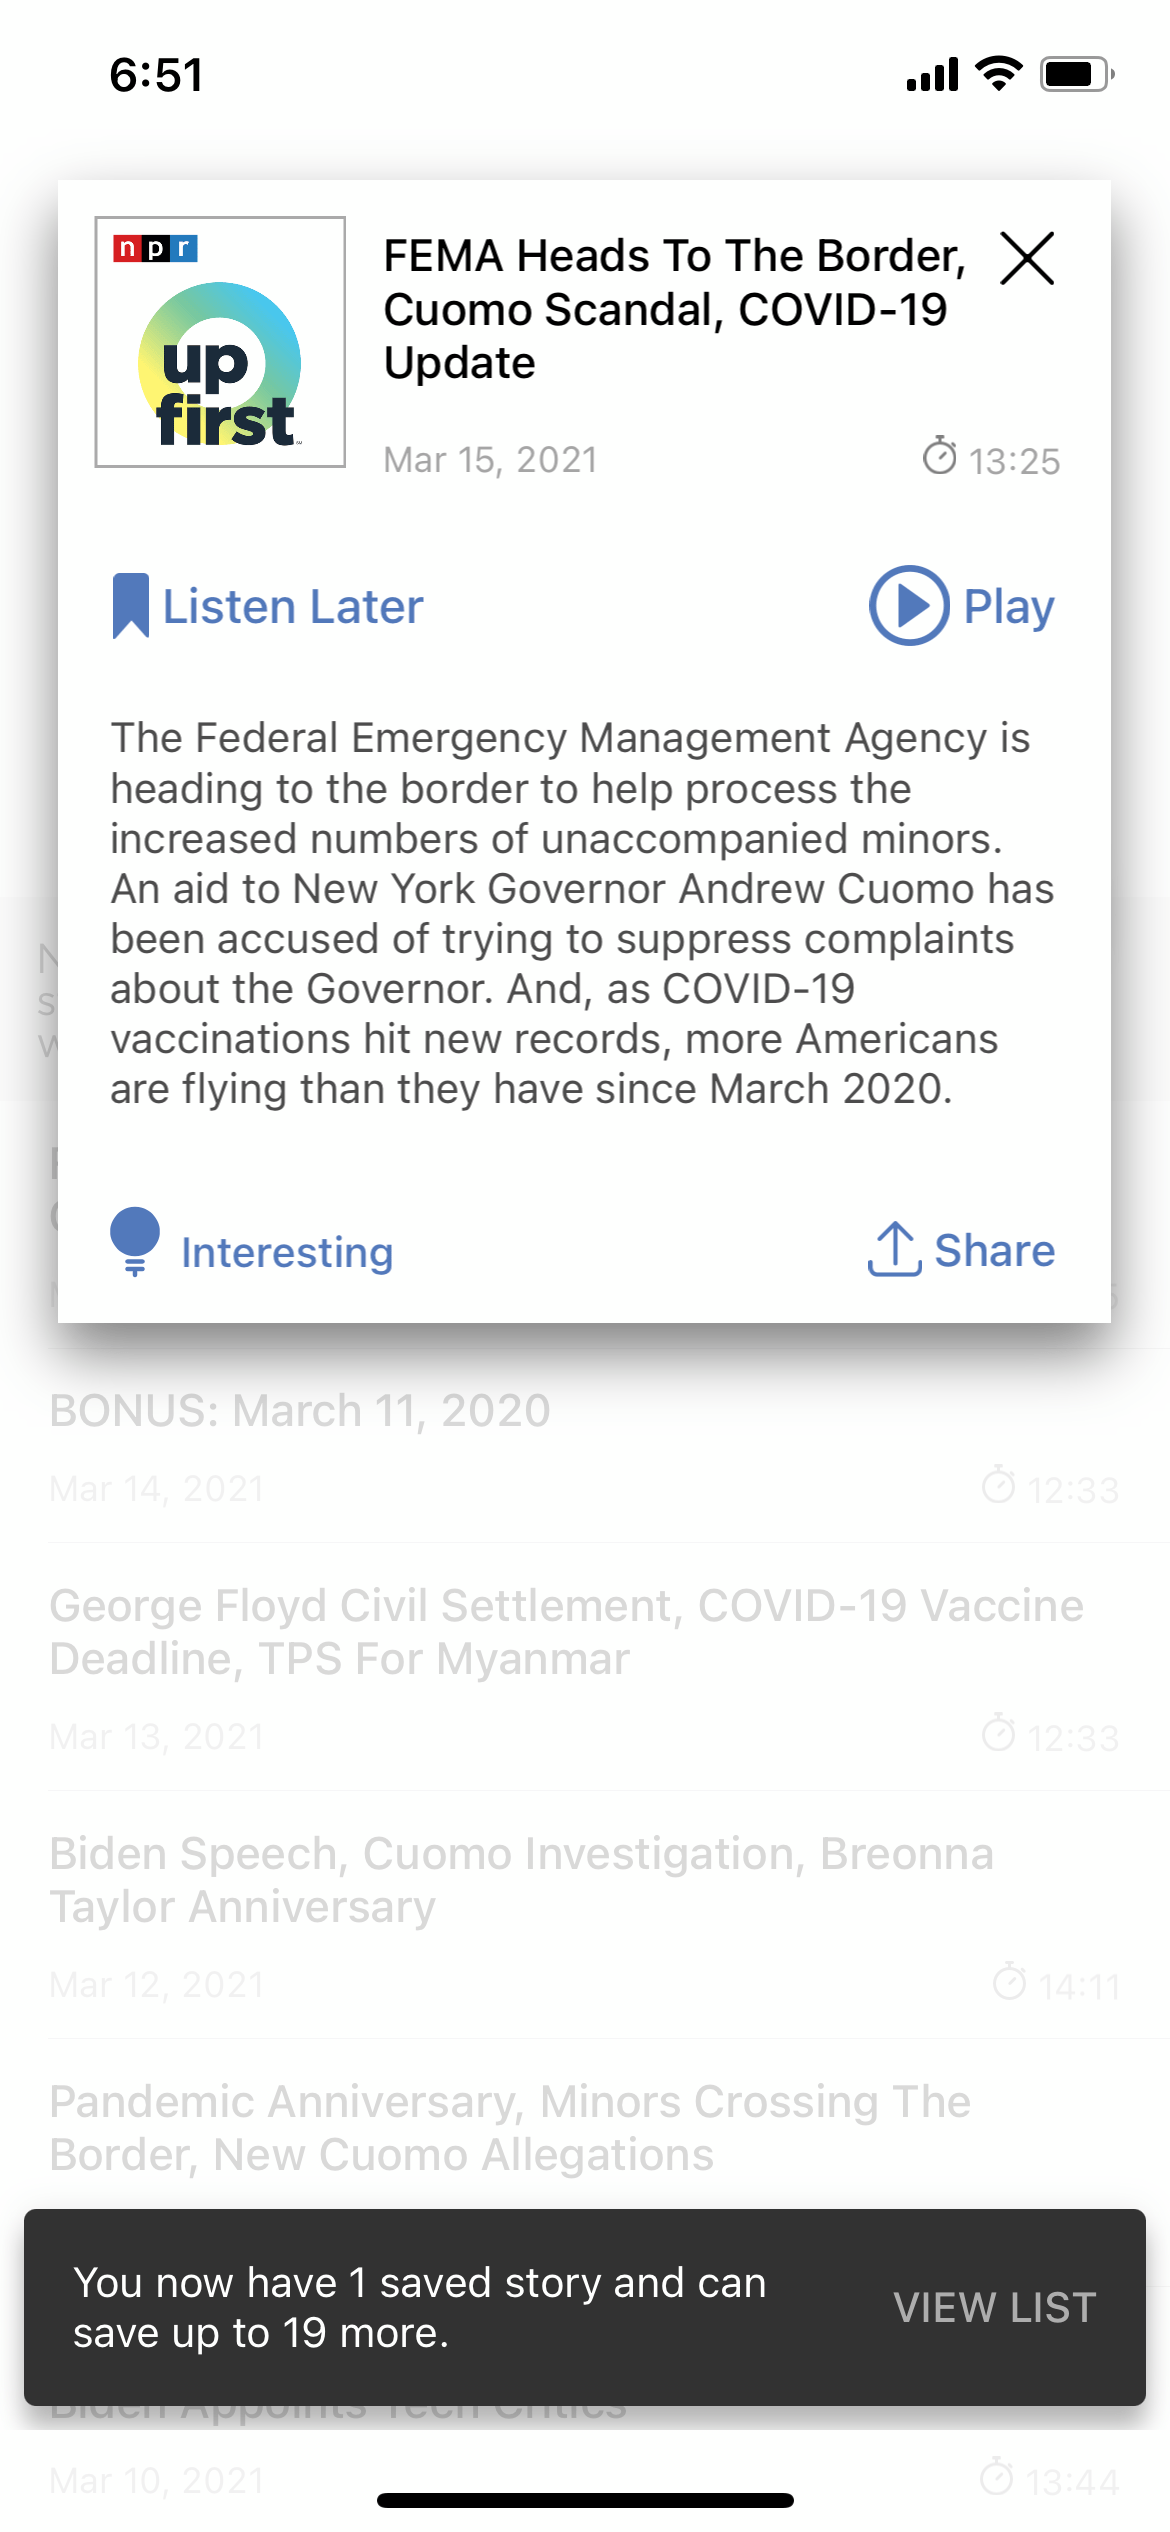 6:51
npr
up
first
FEMA Heads To The Border,
Cuomo Scandal, COVID-19
Update
Mar 15, 2021
13:25
Listen Later
Play
The Federal Emergency Management Agency is
heading to the border to help process the
increased numbers of unaccompanied minors.
An aid to New York Governor Andrew Cuomo has
been accused of trying to suppress complaints
about the Governor. And, as COVID-19
vaccinations hit new records, more Americans
are flying than they have since March 2020.
Interesting
Share
BONUS: March 11, 2020
Mar 14, 2021
12:33
George Floyd Civil Settlement, COVID-19 Vaccine
Deadline, TPS For Myanmar
Mar 13, 2021
12:33
Biden Speech, Cuomo Investigation, Breonna
Taylor Anniversary
Mar 12, 2021
14:11
Pandemic Anniversary, Minors Crossing The
Border, New Cuomo Allegations
You now have 1 saved story and can
save up to 19 more.
VIEW LIST
Biden Appoints Tech Critics
Mar 10, 2021
13:44